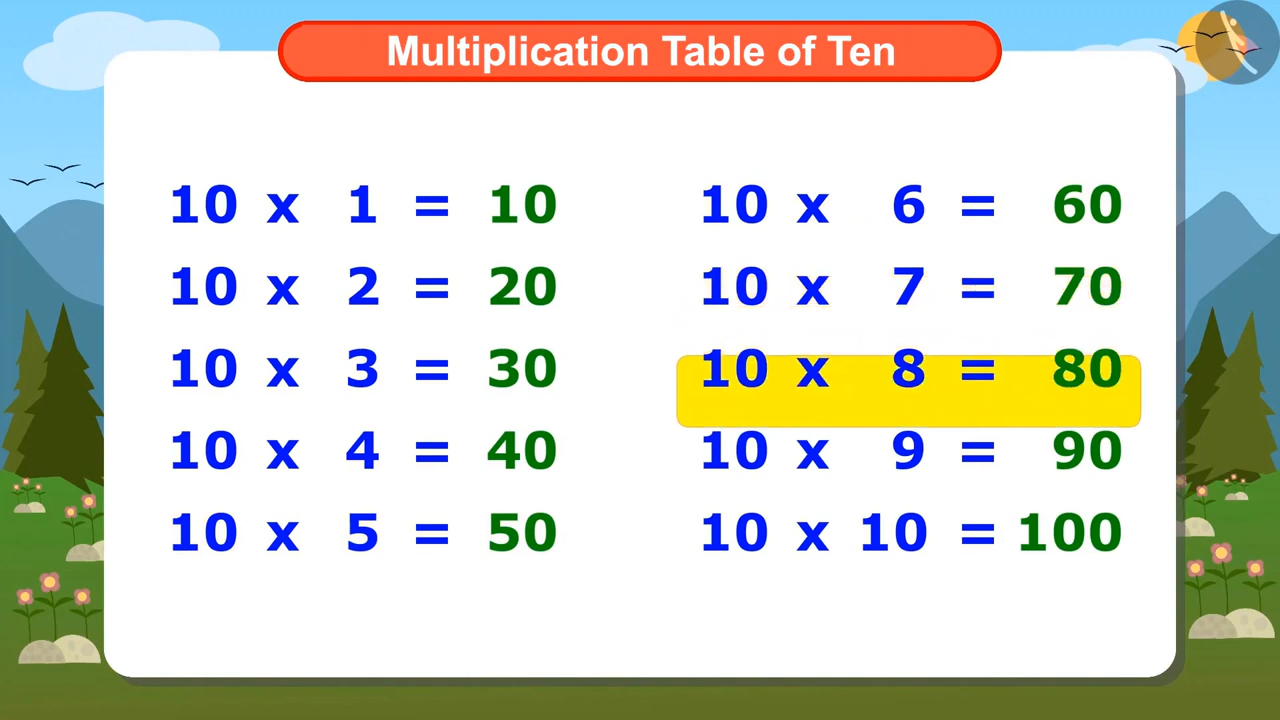 Multiplication Table of Ten
10 x 1 = 10
10 x 2 = 20
10 x 3 = 30
10 x 4 = 40
10 x 5 = 50
10 x 6 = 60
10 x 7 = 70
10 x 8 = 80
10 x 9 = 90
10 x 10 = 100